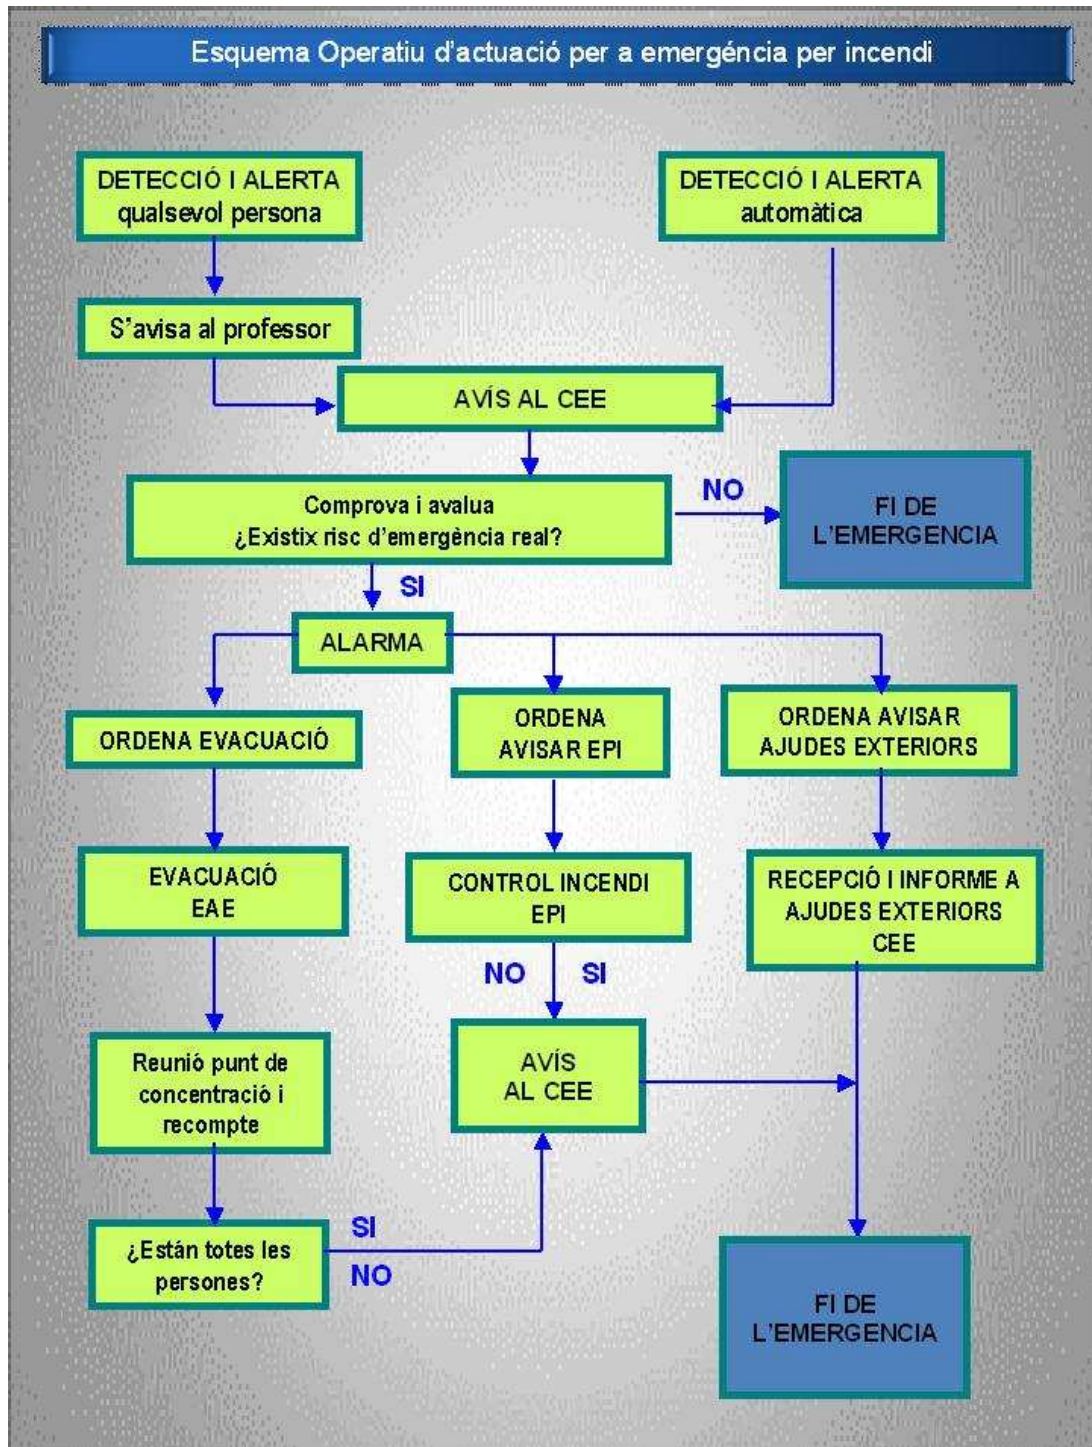 Esquema Operatiu d'actuació per a emergéncia per incendi
DETECCIÓ I ALERTA
qualsevol persona
DETECCIÓ I ALERTA
automàtica
S'avisa al professor
AVÍS AL CEE
Comprova i avalua
¿Existix risc d'emergència real?
NO
FI DE
L'EMERGENCIA
SI
ALARMA
ORDENA EVACUACIÓ
ORDENA
AVISAR EPI
ORDENA AVISAR
AJUDES EXTERIORS
EVACUACIÓ
EAE
CONTROL INCENDI
EPI
RECEPCIÓ I INFORME A
AJUDES EXTERIORS
CEE
NO SI
Reunió punt de
concentració i
recompte
AVÍS
AL CEE
¿Están totes les
persones?
SI
NO
FI DE
L'EMERGENCIA